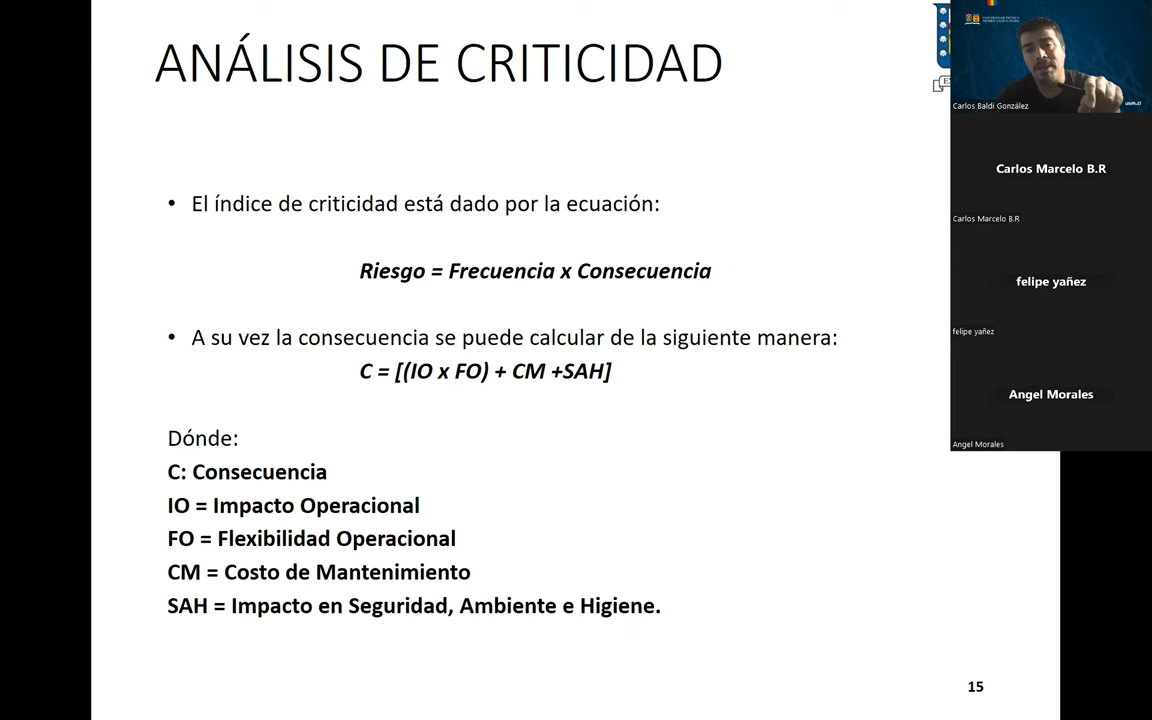 ANÁLISIS DE CRITICIDAD
• El índice de criticidad está dado por la ecuación:
Riesgo = Frecuencia x Consecuencia
• A su vez la consecuencia se puede calcular de la siguiente manera:
C = [(IO x FO) + CM +SAH]
Dónde:
C: Consecuencia
IO = Impacto Operacional
FO = Flexibilidad Operacional
CM = Costo de Mantenimiento
SAH = Impacto en Seguridad, Ambiente e Higiene.
15
usm.cl
Carlos Baldi González
Carlos Marcelo B.R
Carlos Marcelo B.R
felipe yañez
felipe yañez
Angel Morales
Angel Morales